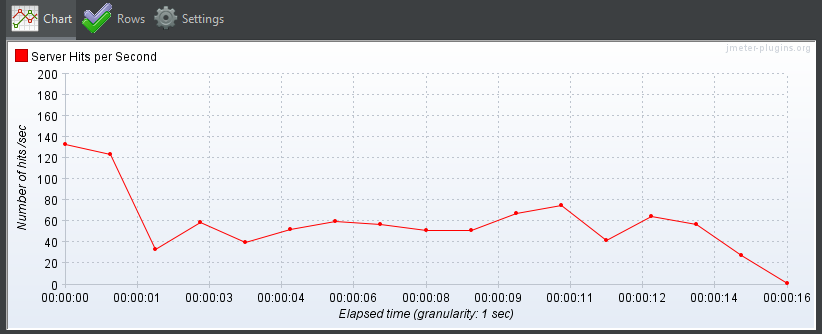 Chart Rows Settings
jmeter-plugins.org
Server Hits per Second
200
180
160
140
120
100
80
60
40
20
0
Number of hits /sec
00:00:00 00:00:01 00:00:03 00:00:04 00:00:06 00:00:08 00:00:09 00:00:11 00:00:12 00:00:14 00:00:16
Elapsed time (granularity: 1 sec)